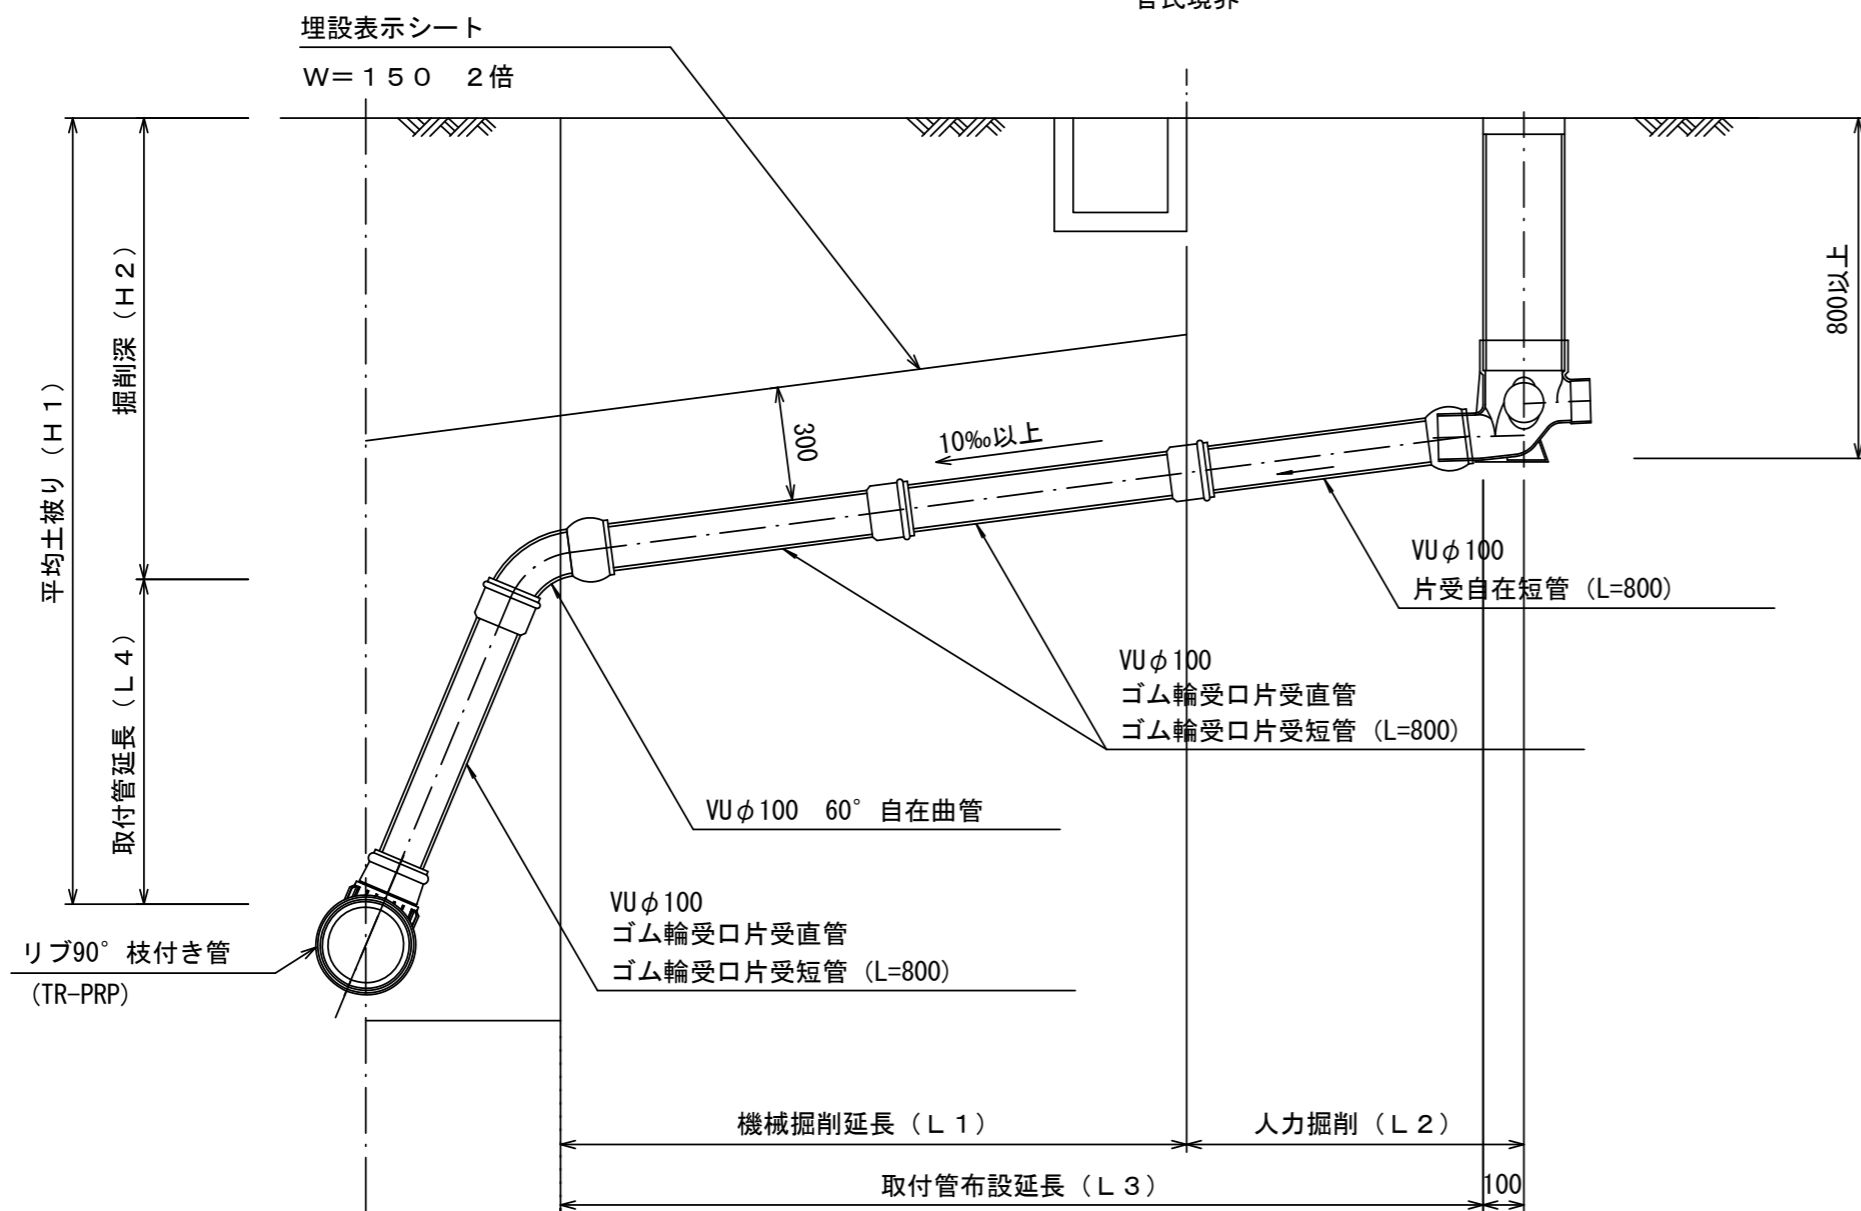 官民境界
埋設表示シート
W=150 2倍
平均土被り(H1)
掘削深(H2)
取付管延長(L4)
300
10‰以上
800以上
VUφ100
片受自在短管(L=800)
VUφ100
ゴム輪受口片受直管
ゴム輪受口片受短管(L=800)
VUφ100 60°自在曲管
VUφ100
ゴム輪受口片受直管
ゴム輪受口片受短管(L=800)
リブ90°枝付き管
(TR-PRP)
機械掘削延長(L1)
人力掘削(L2)
取付管布設延長(L3)
100